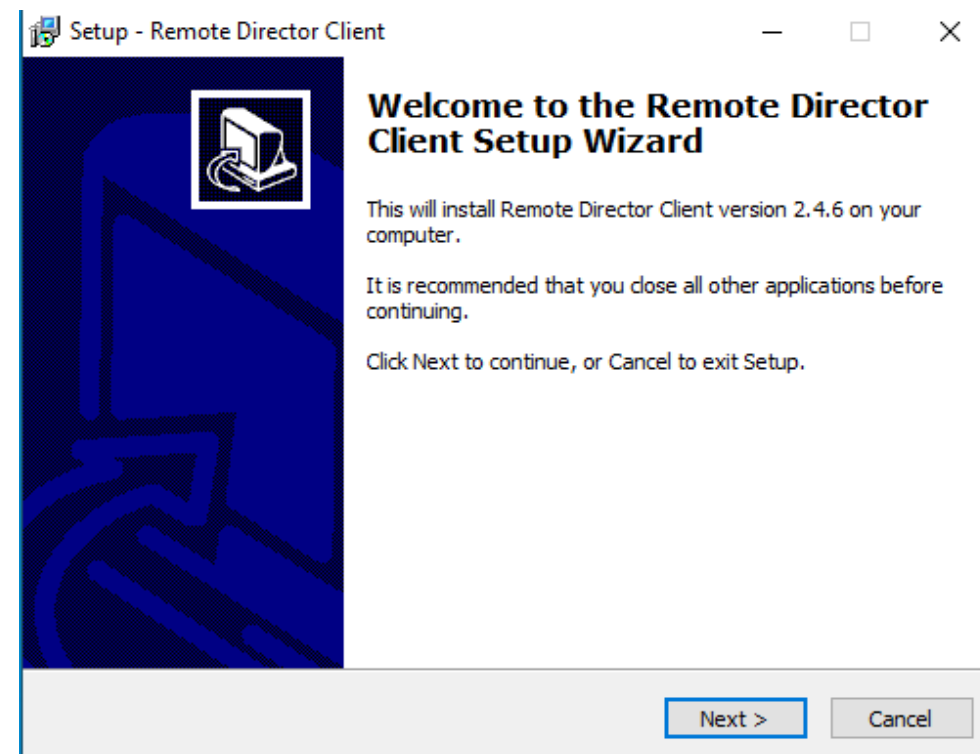 Setup - Remote Director Client
Welcome to the Remote Director
Client Setup Wizard
This will install Remote Director Client version 2.4.6 on your
computer.
It is recommended that you close all other applications before
continuing.
Click Next to continue, or Cancel to exit Setup.
Next >
Cancel